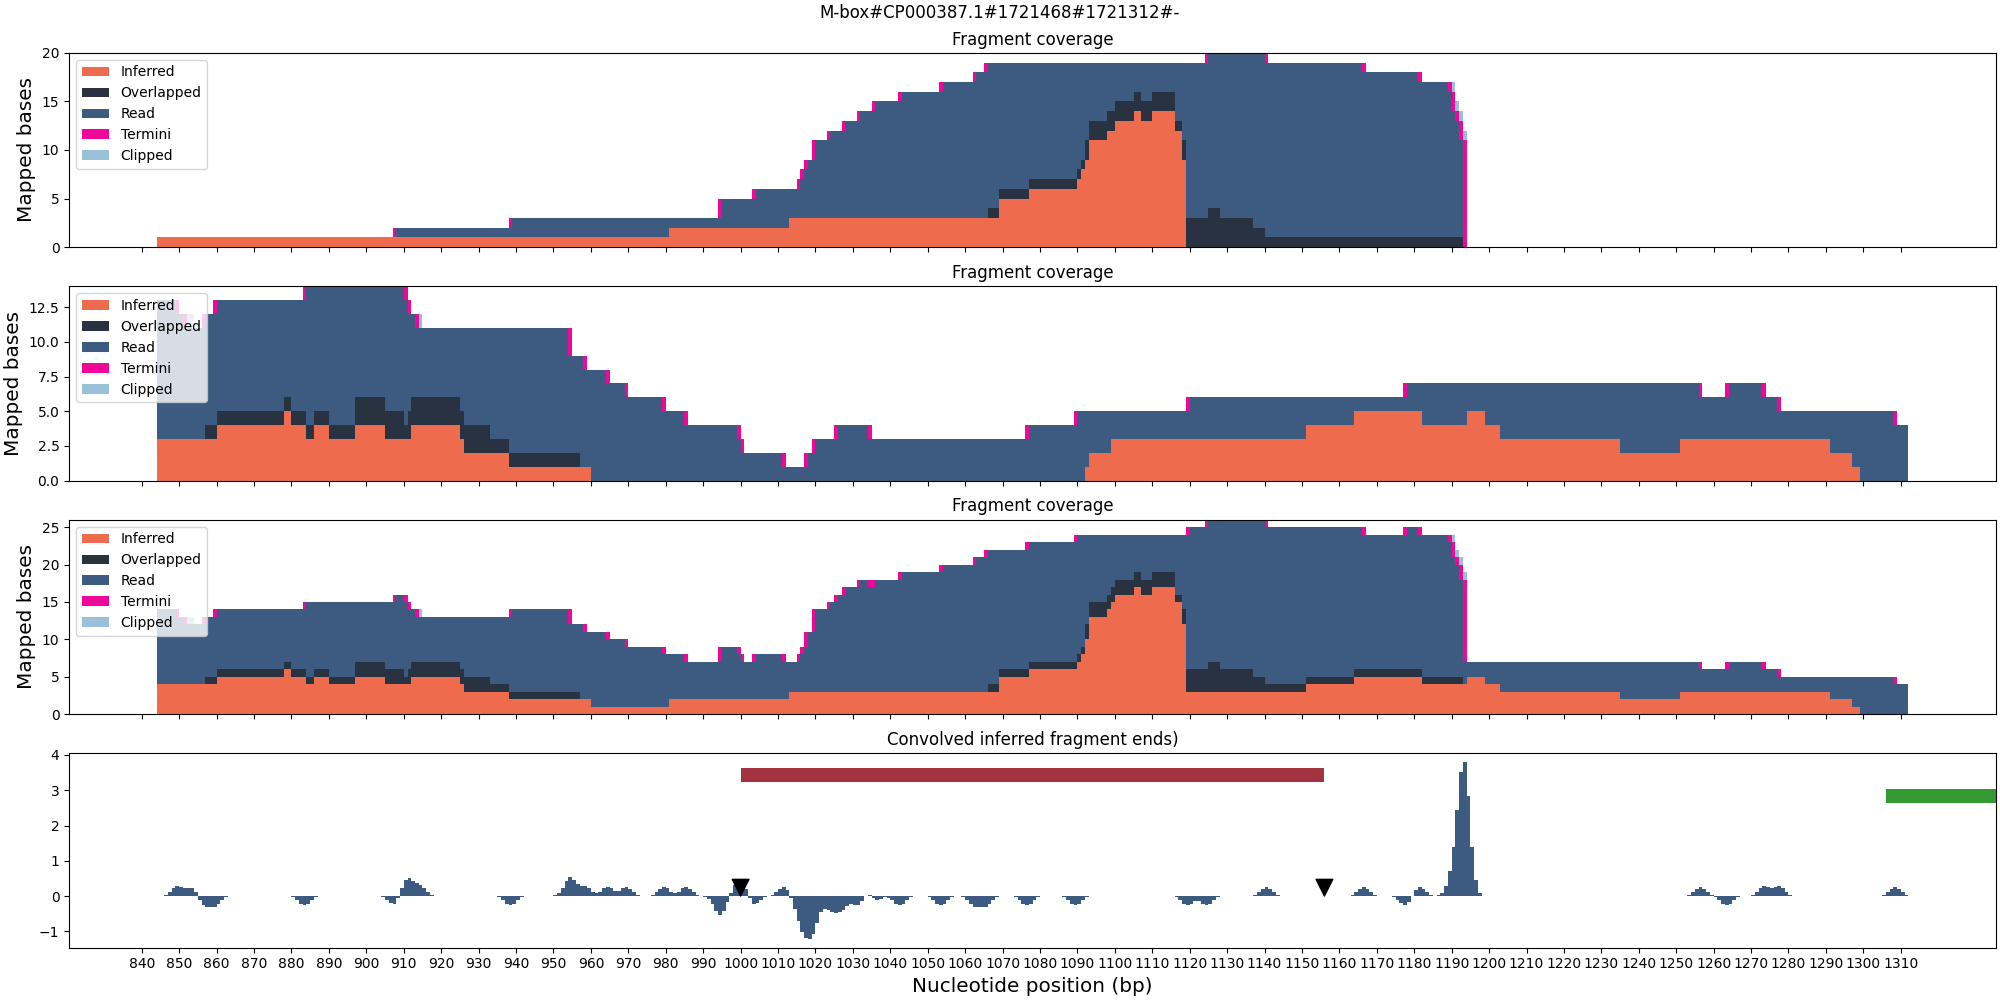 M-box#CP000387.1#1721468#1721312#-
Fragment coverage
Mapped bases
20
15
10
5
0
Inferred
Overlapped
Read
Termini
Clipped
Fragment coverage
Mapped bases
12.5
10.0
7.5
5.0
2.5
0.0
Inferred
Overlapped
Read
Termini
Clipped
Fragment coverage
Mapped bases
25
20
15
10
5
0
Inferred
Overlapped
Read
Termini
Clipped
Convolved inferred fragment ends)
4
3
2
1
0
−1
840 850 860 870 880 890 900 910 920 930 940 950 960 970 980 990 1000 1010 1020 1030 1040 1050 1060 1070 1080 1090 1100 1110 1120 1130 1140 1150 1160 1170 1180 1190 1200 1210 1220 1230 1240 1250 1260 1270 1280 1290 1300 1310
Nucleotide position (bp)